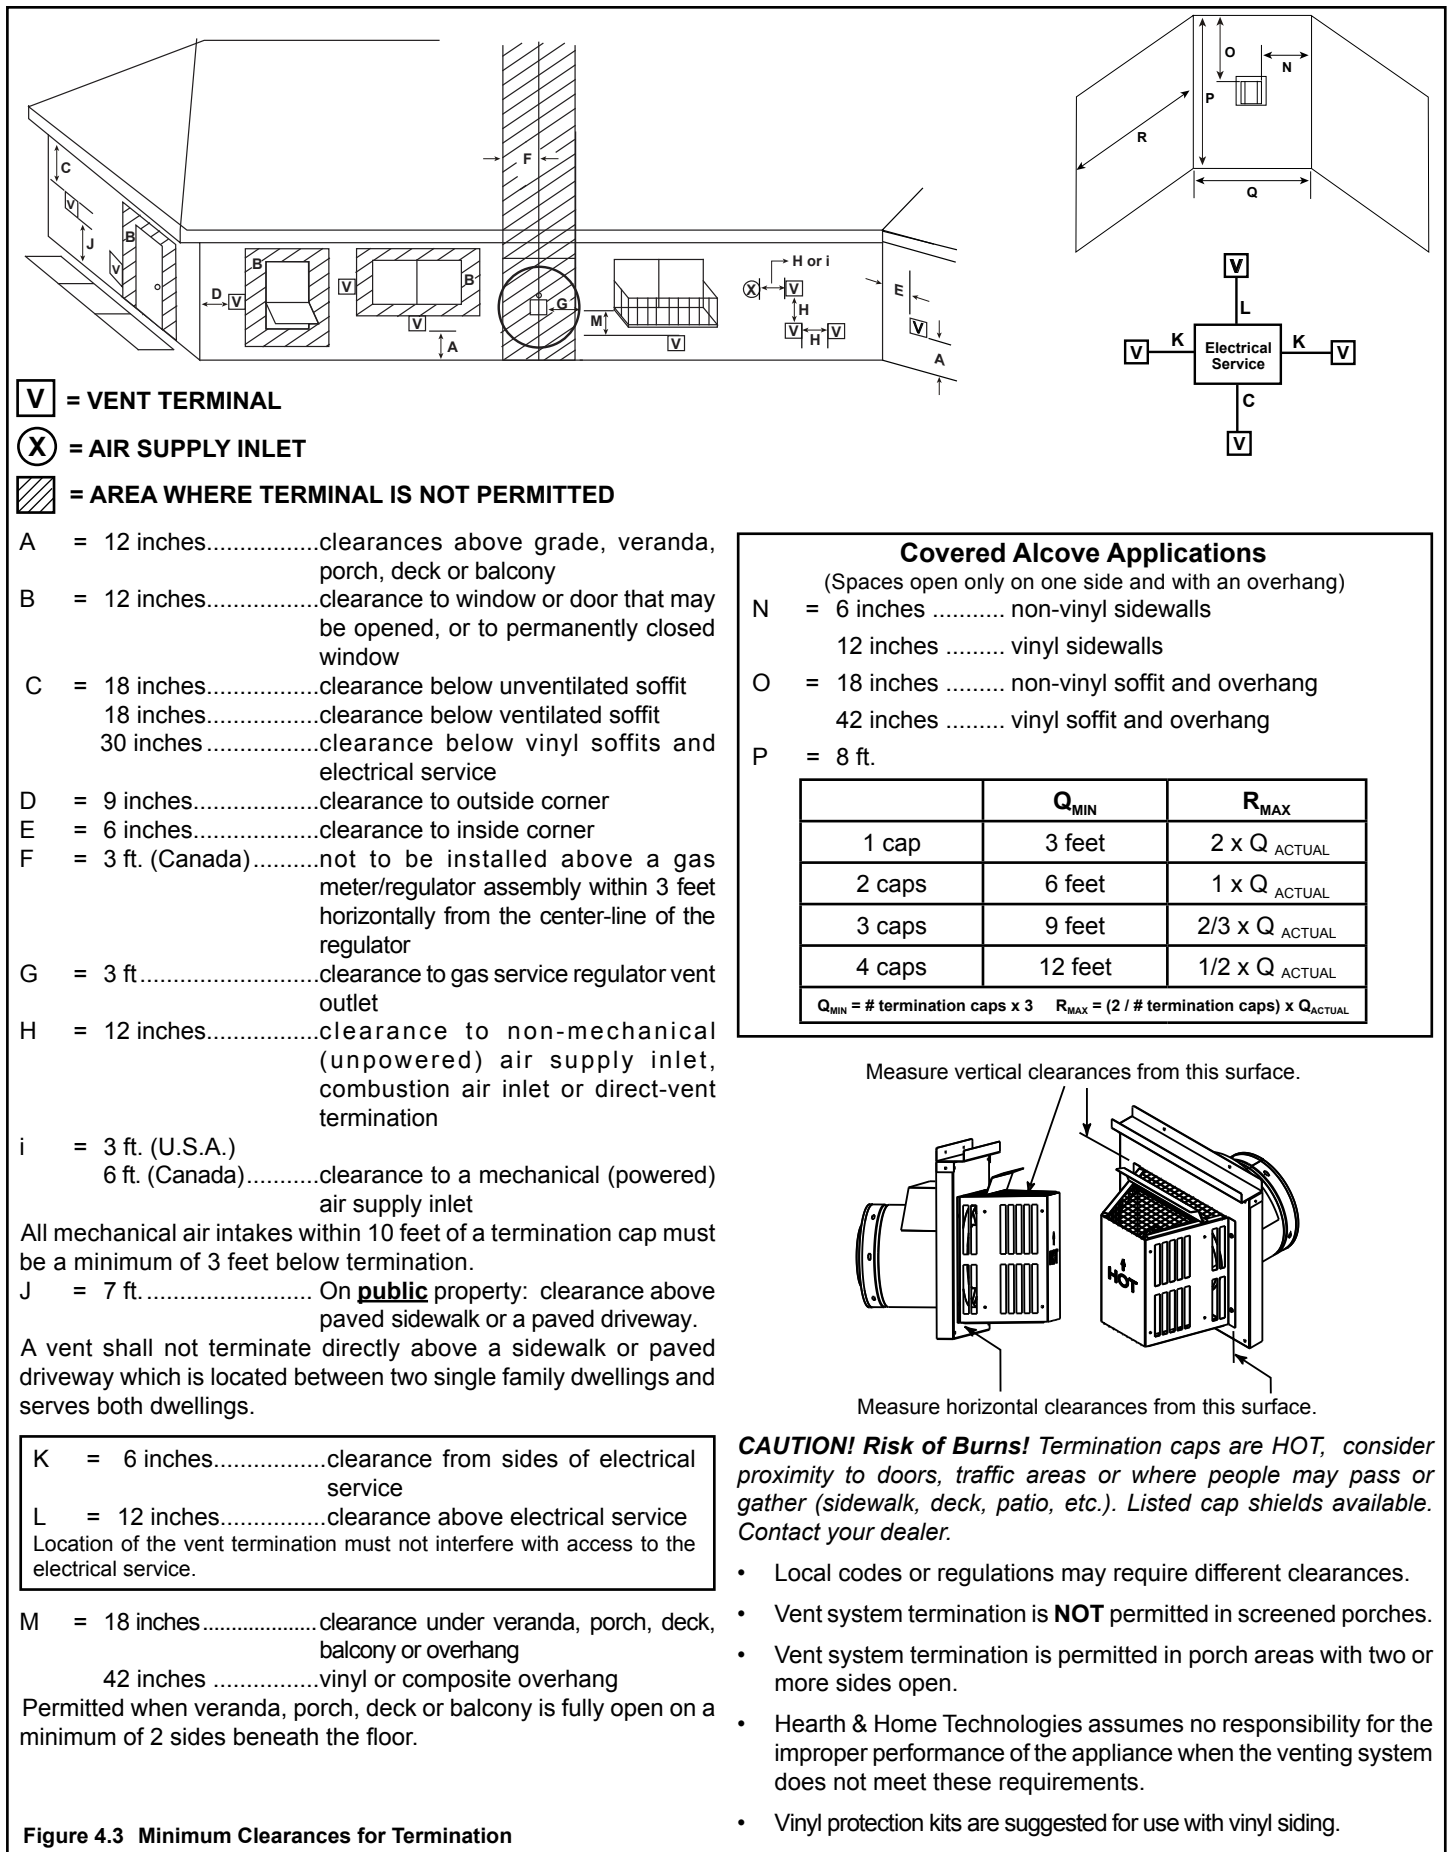 C
V
J
B
V
D
V
B
V
B
V
A
F
G
M
V
H or i
X
V
H
V
H
V
E
V
A
O
N
P
R
Q
V
L
V
K
Electrical
Service
K
V
C
V
V = VENT TERMINAL
X = AIR SUPPLY INLET
= AREA WHERE TERMINAL IS NOT PERMITTED
A = 12 inches.................clearances above grade, veranda,
porch, deck or balcony
B = 12 inches.................clearance to window or door that may
be opened, or to permanently closed
window
C = 18 inches.................clearance below unventilated soffit
18 inches.................clearance below ventilated soffit
30 inches .................clearance below vinyl soffits and
electrical service
D = 9 inches...................clearance to outside corner
E = 6 inches...................clearance to inside corner
F = 3 ft. (Canada)..........not to be installed above a gas
meter/regulator assembly within 3 feet
horizontally from the center-line of the
regulator
G = 3 ft...........................clearance to gas service regulator vent
outlet
H = 12 inches.................clearance to non-mechanical
(unpowered) air supply inlet,
combustion air inlet or direct-vent
termination
i = 3 ft. (U.S.A.)
6 ft. (Canada)...........clearance to a mechanical (powered)
air supply inlet
All mechanical air intakes within 10 feet of a termination cap must
be a minimum of 3 feet below termination.
J = 7 ft. ......................... On public property: clearance above
paved sidewalk or a paved driveway.
A vent shall not terminate directly above a sidewalk or paved
driveway which is located between two single family dwellings and
serves both dwellings.
K = 6 inches.................clearance from sides of electrical
service
L = 12 inches................clearance above electrical service
Location of the vent termination must not interfere with access to the
electrical service.
M = 18 inches.....................clearance under veranda, porch, deck,
balcony or overhang
42 inches ................vinyl or composite overhang
Permitted when veranda, porch, deck or balcony is fully open on a
minimum of 2 sides beneath the floor.
Figure 4.3 Minimum Clearances for Termination
Covered Alcove Applications
(Spaces open only on one side and with an overhang)
N = 6 inches ........... non-vinyl sidewalls
12 inches ......... vinyl sidewalls
O = 18 inches ......... non-vinyl soffit and overhang
42 inches ......... vinyl soffit and overhang
P = 8 ft.
QMIN RMAX
1 cap 3 feet 2 x Q ACTUAL
2 caps 6 feet 1 x Q ACTUAL
3 caps 9 feet 2/3 x Q ACTUAL
4 caps 12 feet 1/2 x Q ACTUAL
QMIN = # termination caps x 3 RMAX = (2 / # termination caps) x QACTUAL
Measure vertical clearances from this surface.
HOT
Measure horizontal clearances from this surface.
CAUTION! Risk of Burns! Termination caps are HOT, consider
proximity to doors, traffic areas or where people may pass or
gather (sidewalk, deck, patio, etc.). Listed cap shields available.
Contact your dealer.
• Local codes or regulations may require different clearances.
• Vent system termination is NOT permitted in screened porches.
• Vent system termination is permitted in porch areas with two or
more sides open.
• Hearth & Home Technologies assumes no responsibility for the
improper performance of the appliance when the venting system
does not meet these requirements.
• Vinyl protection kits are suggested for use with vinyl siding.